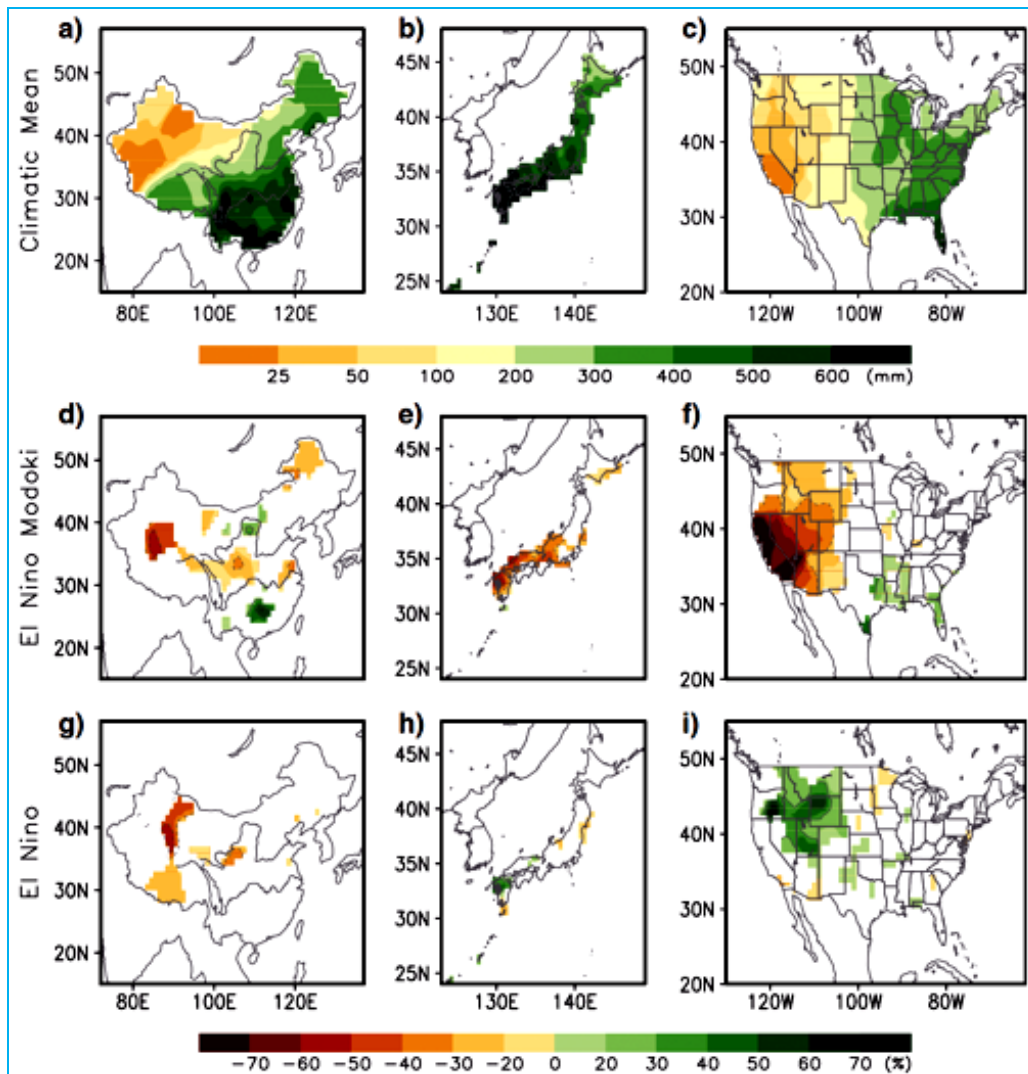 a) b) c)
Climatic Mean
50N
40N
30N
20N
80E 100E 120E
45N
40N
35N
30N
25N
130E 140E
50N
40N
30N
20N
120W 100W 80W
25 50 100 200 300 400 500 600 (mm)
d) e) f)
El Nino Modoki
50N
40N
30N
20N
45N
40N
35N
30N
25N
50N
40N
30N
20N
g) h) i)
El Nino
50N
40N
30N
20N
80E 100E 120E
45N
40N
35N
30N
25N
130E 140E
50N
40N
30N
20N
120W 100W 80W
−70 −60 −50 −40 −30 −20 0 20 30 40 50 60 70 (%)